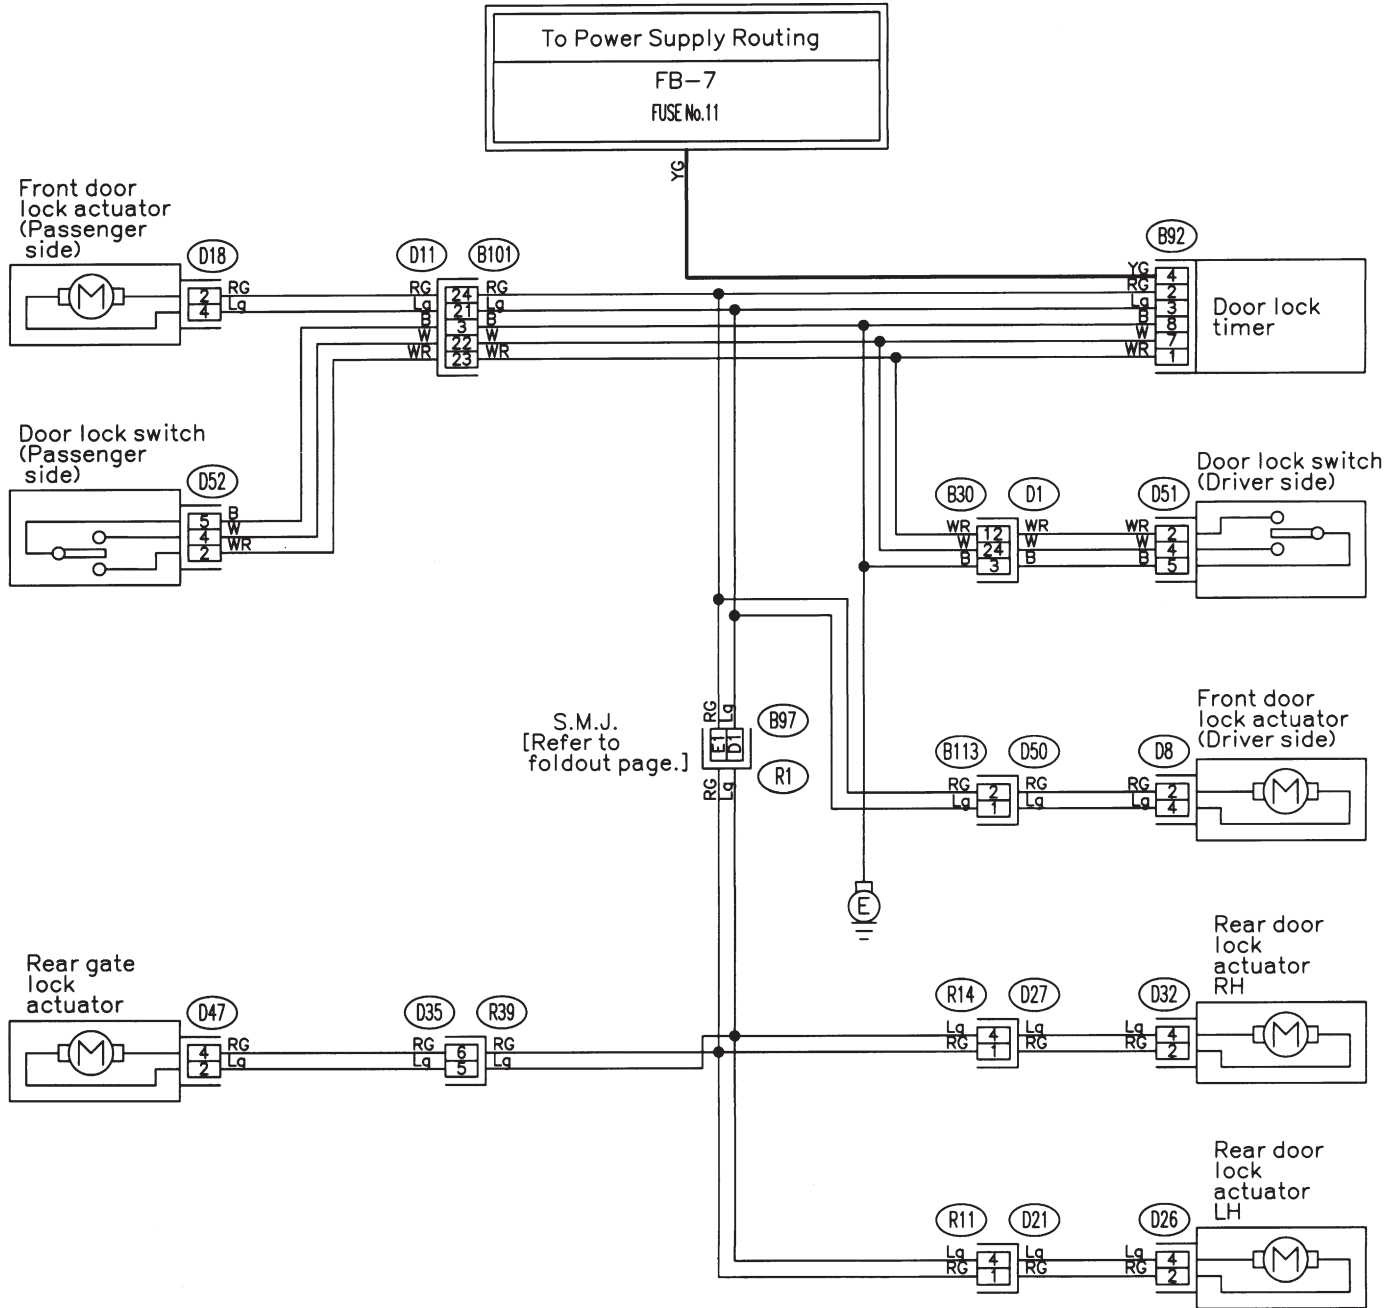 To Power Supply Routing
FB-7
FUSE No.11
YG
Front door
lock actuator
(Passenger
side)
D18
D11
B101
B92
2
4
RG
Lg
RG
Lg
B
W
WR
24
21
3
22
23
RG
Lg
B
W
WR
YG
RG
Lg
B
W
WR
4
2
3
8
7
1
Door lock
timer
Door lock switch
(Passenger
side)
D52
5
4
2
B
W
WR
Door lock switch
(Driver side)
B30
D1
D51
WR
W
B
12
24
3
WR
W
B
WR
W
B
2
4
5
RG
Lg
S.M.J.
[Refer to
foldout page.]
E1
D1
B97
R1
RG
Lg
Front door
lock actuator
(Driver side)
B113
D50
D8
RG
Lg
2
1
RG
Lg
RG
Lg
2
4
E
Rear gate
lock
actuator
D47
D35
R39
4
2
RG
Lg
RG
Lg
6
5
RG
Lg
Rear door
lock
actuator
RH
R14
D27
D32
Lg
RG
4
1
Lg
RG
Lg
RG
4
2
Rear door
lock
actuator
LH
R11
D21
D26
Lg
RG
4
1
Lg
RG
Lg
RG
4
2
M
M
M
M
M